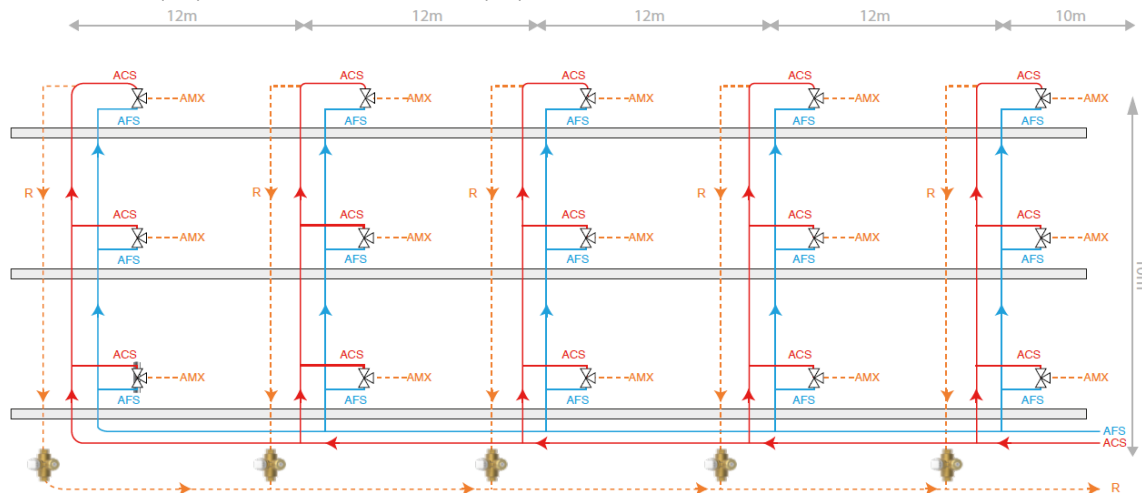 12m 12m 12m 12m 10m
ACS ACS ACS ACS ACS
AMX AMX AMX AMX AMX
AFS AFS AFS AFS AFS
R R R R R
ACS ACS ACS ACS ACS
AMX AMX AMX AMX AMX
AFS AFS AFS AFS AFS
ACS ACS ACS ACS ACS
AMX AMX AMX AMX AMX
AFS AFS AFS AFS AFS
AFS
ACS
R